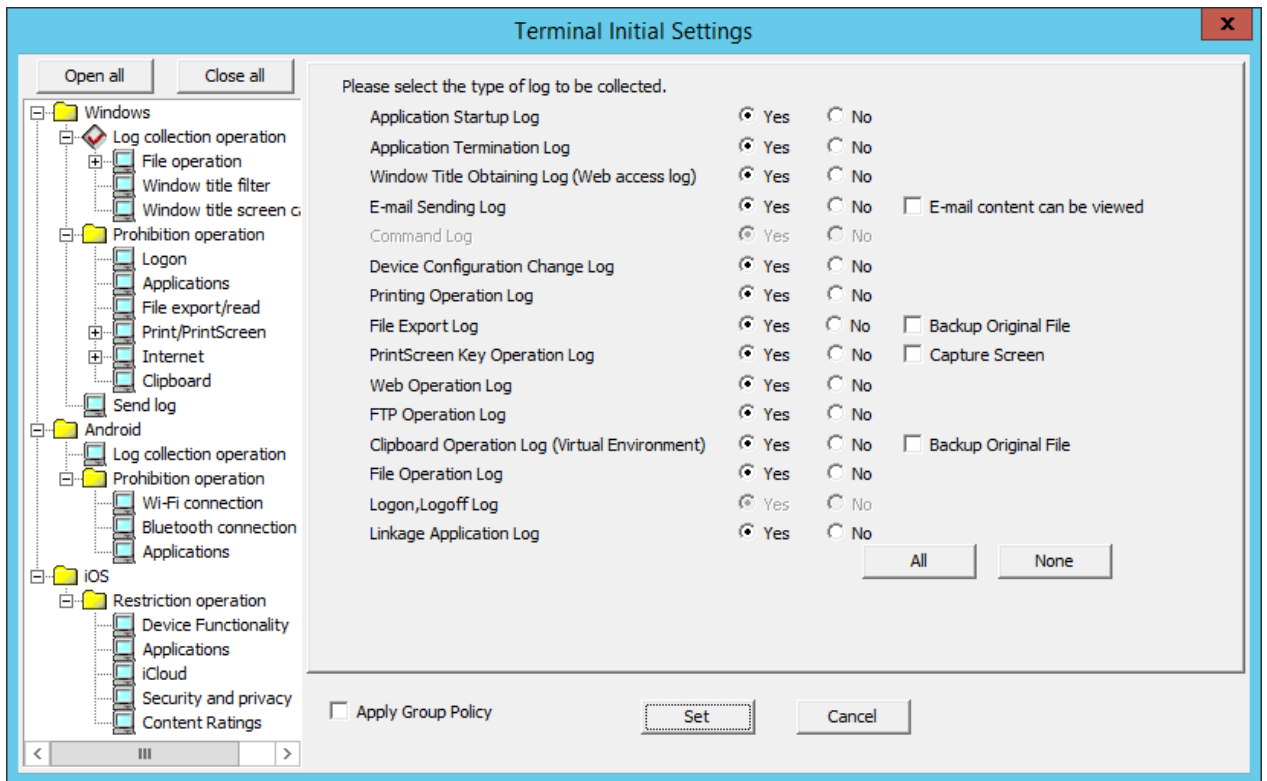 Terminal Initial Settings
x
Open all Close all
Windows
Log collection operation
File operation
Window title filter
Window title screen ca
Prohibition operation
Logon
Applications
File export/read
Print/PrintScreen
Internet
Clipboard
Send log
Android
Log collection operation
Prohibition operation
Wi-Fi connection
Bluetooth connection
Applications
iOS
Restriction operation
Device Functionality
Applications
iCloud
Security and privacy
Content Ratings
Please select the type of log to be collected.
Application Startup Log Yes No
Application Termination Log Yes No
Window Title Obtaining Log (Web access log) Yes No
E-mail Sending Log Yes No E-mail content can be viewed
Command Log Yes No
Device Configuration Change Log Yes No
Printing Operation Log Yes No
File Export Log Yes No Backup Original File
PrintScreen Key Operation Log Yes No Capture Screen
Web Operation Log Yes No
FTP Operation Log Yes No
Clipboard Operation Log (Virtual Environment) Yes No Backup Original File
File Operation Log Yes No
Logon,Logoff Log Yes No
Linkage Application Log Yes No
All None
Apply Group Policy Set Cancel